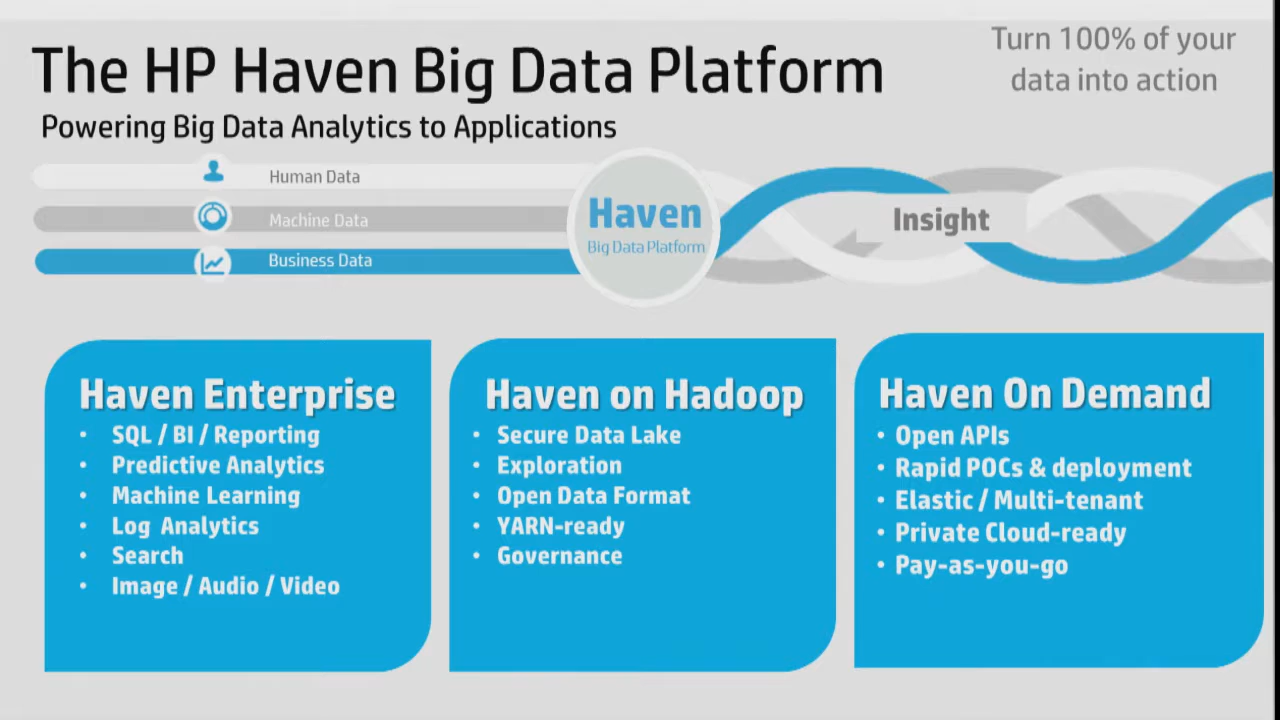 The HP Haven Big Data Platform
Turn 100% of your
data into action
Powering Big Data Analytics to Applications
Human Data
Machine Data
Business Data
Haven
Big Data Platform
Insight
Haven Enterprise
• SQL / BI / Reporting
• Predictive Analytics
• Machine Learning
• Log Analytics
• Search
• Image / Audio / Video
Haven on Hadoop
• Secure Data Lake
• Exploration
• Open Data Format
• YARN-ready
• Governance
Haven On Demand
• Open APIs
• Rapid POCs & deployment
• Elastic / Multi-tenant
• Private Cloud-ready
• Pay-as-you-go